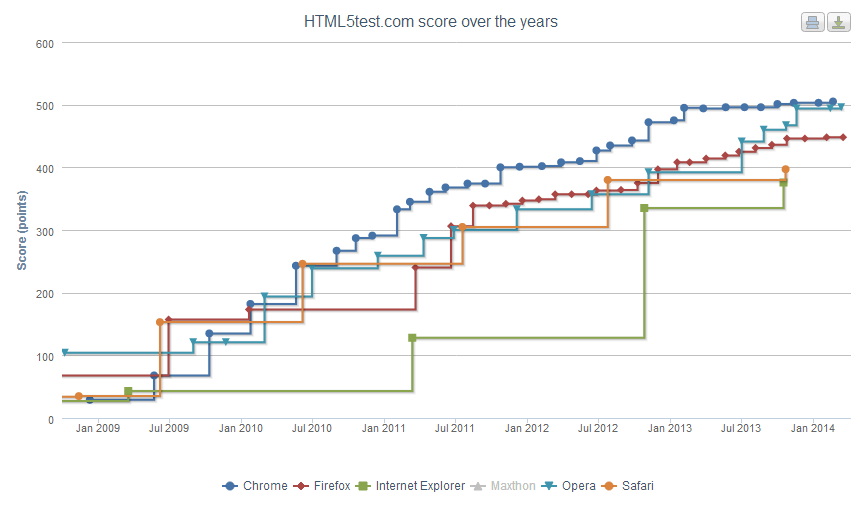 HTML5test.com score over the years
600
500
400
300
200
100
0
Score (points)
Jan 2009 Jul 2009 Jan 2010 Jul 2010 Jan 2011 Jul 2011 Jan 2012 Jul 2012 Jan 2013 Jul 2013 Jan 2014
Chrome Firefox Internet Explorer Maxthon Opera Safari